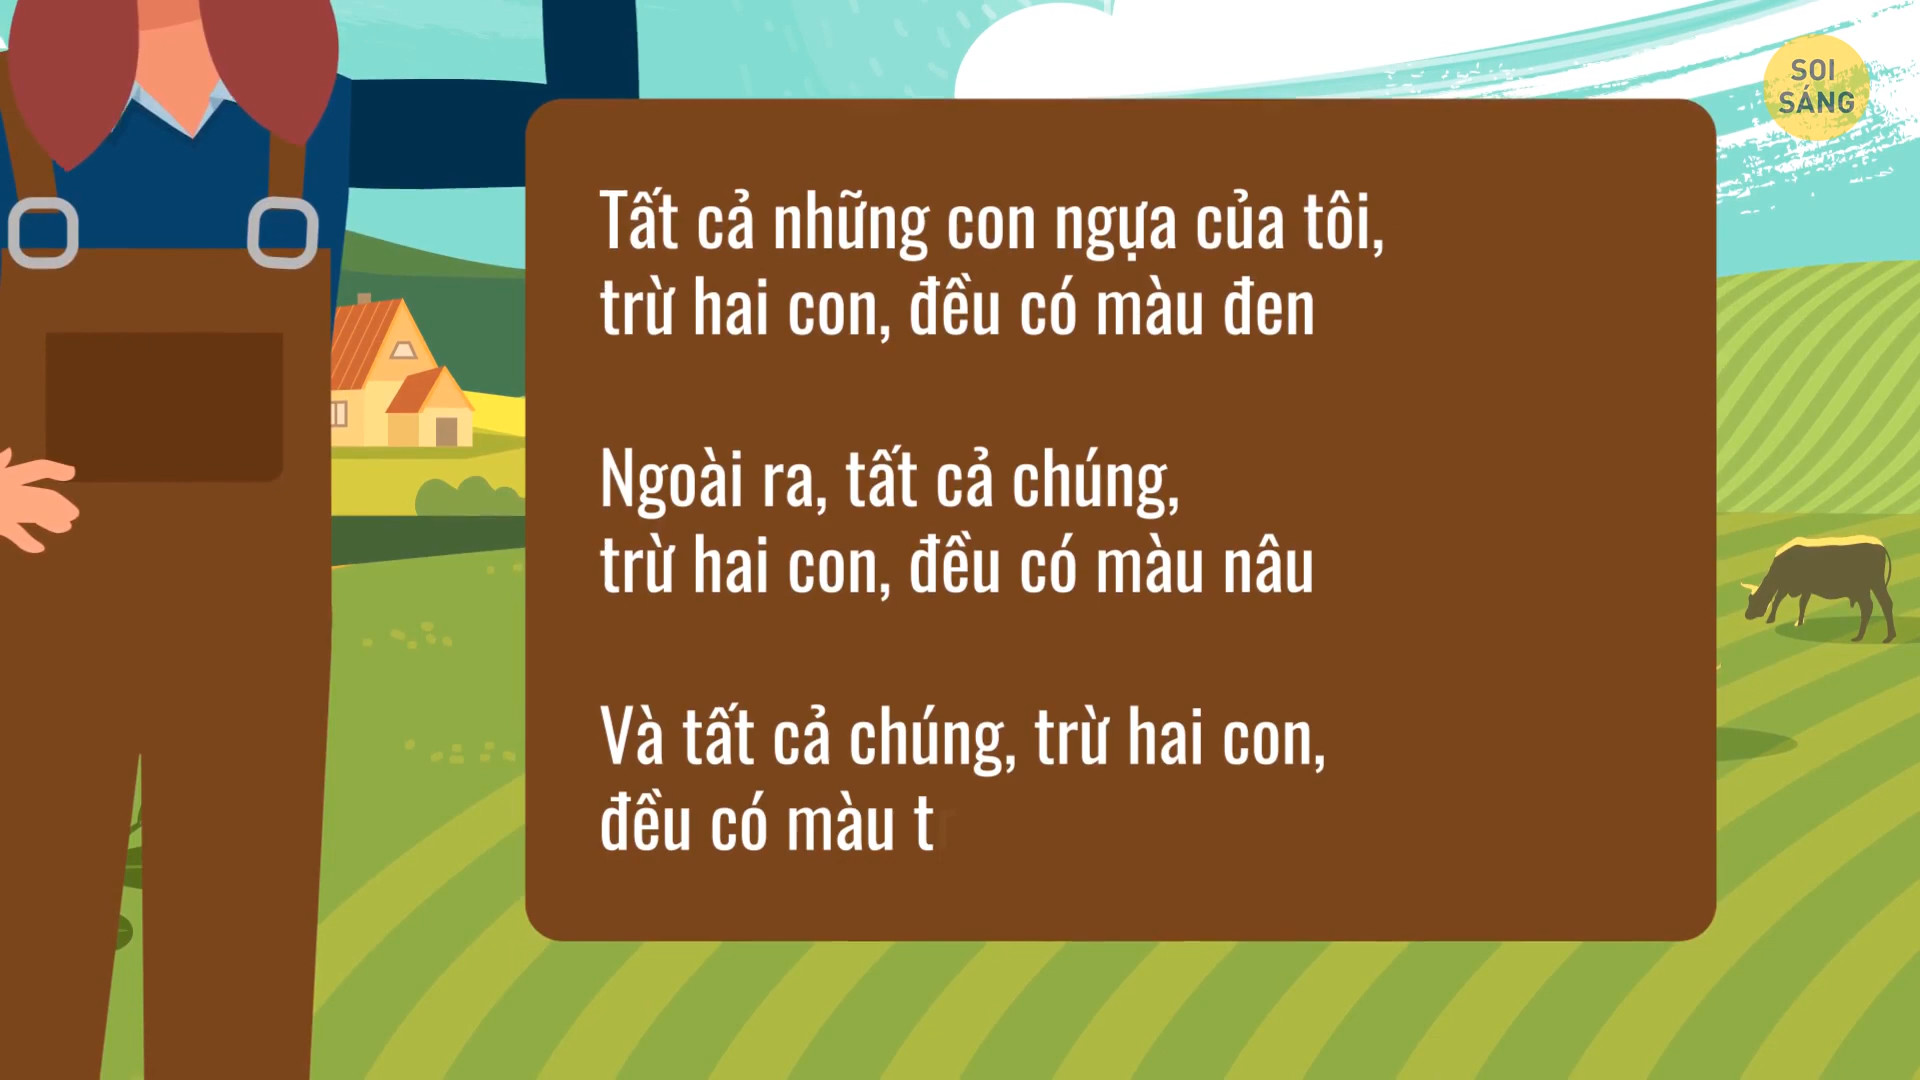 SOI
SÁNG
Tất cả những con ngựa của tôi,
trừ hai con, đều có màu đen
Ngoài ra, tất cả chúng,
trừ hai con, đều có màu nâu
Và tất cả chúng, trừ hai con,
đều có màu t